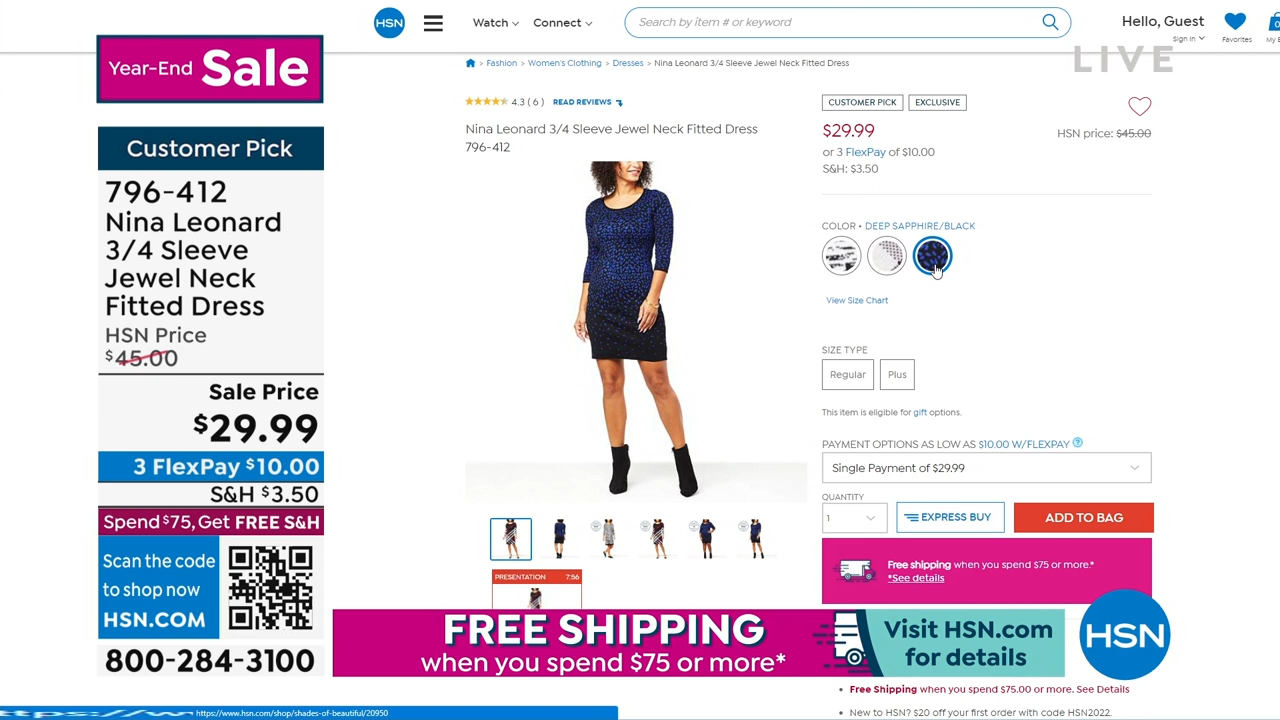 HSN
Watch
Connect
Search by item # or keyword
Hello, Guest
Sign In
Favorites
0
LIVE
Year-End Sale
Customer Pick
796-412
Nina Leonard
3/4 Sleeve
Jewel Neck
Fitted Dress
HSN Price
$45.00
Sale Price
$29.99
3 FlexPay $10.00
S&H $3.50
Spend $75, Get FREE S&H
Scan the code
to shop now
HSN.COM
800-284-3100
> Fashion > Women's Clothing > Dresses > Nina Leonard 3/4 Sleeve Jewel Neck Fitted Dress
4.3 ( 6 ) READ REVIEWS
Nina Leonard 3/4 Sleeve Jewel Neck Fitted Dress
796-412
PRESENTATION 7:56
CUSTOMER PICK EXCLUSIVE
$29.99 HSN price: $45.00
or 3 FlexPay of $10.00
S&H: $3.50
COLOR • DEEP SAPPHIRE/BLACK
View Size Chart
SIZE TYPE
Regular Plus
This item is eligible for gift options.
PAYMENT OPTIONS AS LOW AS $10.00 W/FLEXPAY ?
Single Payment of $29.99
QUANTITY
1 EXPRESS BUY ADD TO BAG
Free shipping when you spend $75 or more.*
*See details
FREE SHIPPING
when you spend $75 or more*
Visit HSN.com
for details
HSN
• Free Shipping when you spend $75.00 or more. See Details
• New to HSN? $20 off your first order with code HSN2022.
https://www.hsn.com/shop/shades-of-beautiful/20950